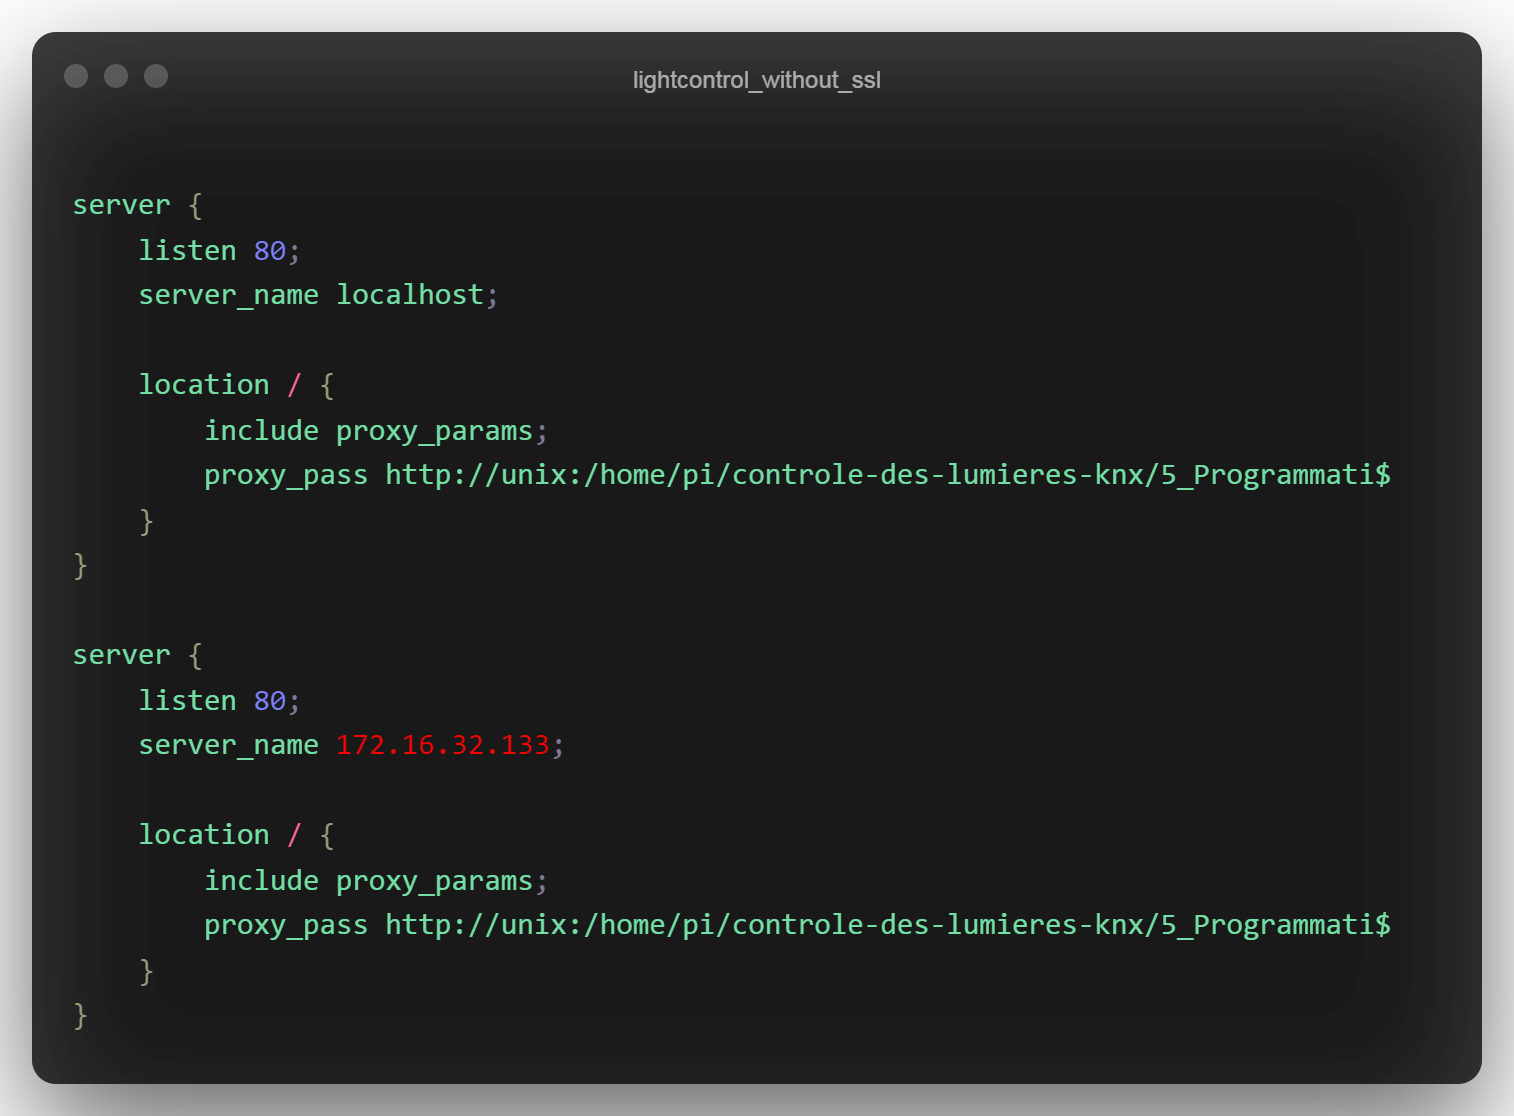 lightcontrol_without_ssl
server {
    listen 80;
    server_name localhost;
    location / {
        include proxy_params;
        proxy_pass http://unix:/home/pi/controle-des-lumieres-knx/5_Programmati$
    }
}
server {
    listen 80;
    server_name 172.16.32.133;
    location / {
        include proxy_params;
        proxy_pass http://unix:/home/pi/controle-des-lumieres-knx/5_Programmati$
    }
}